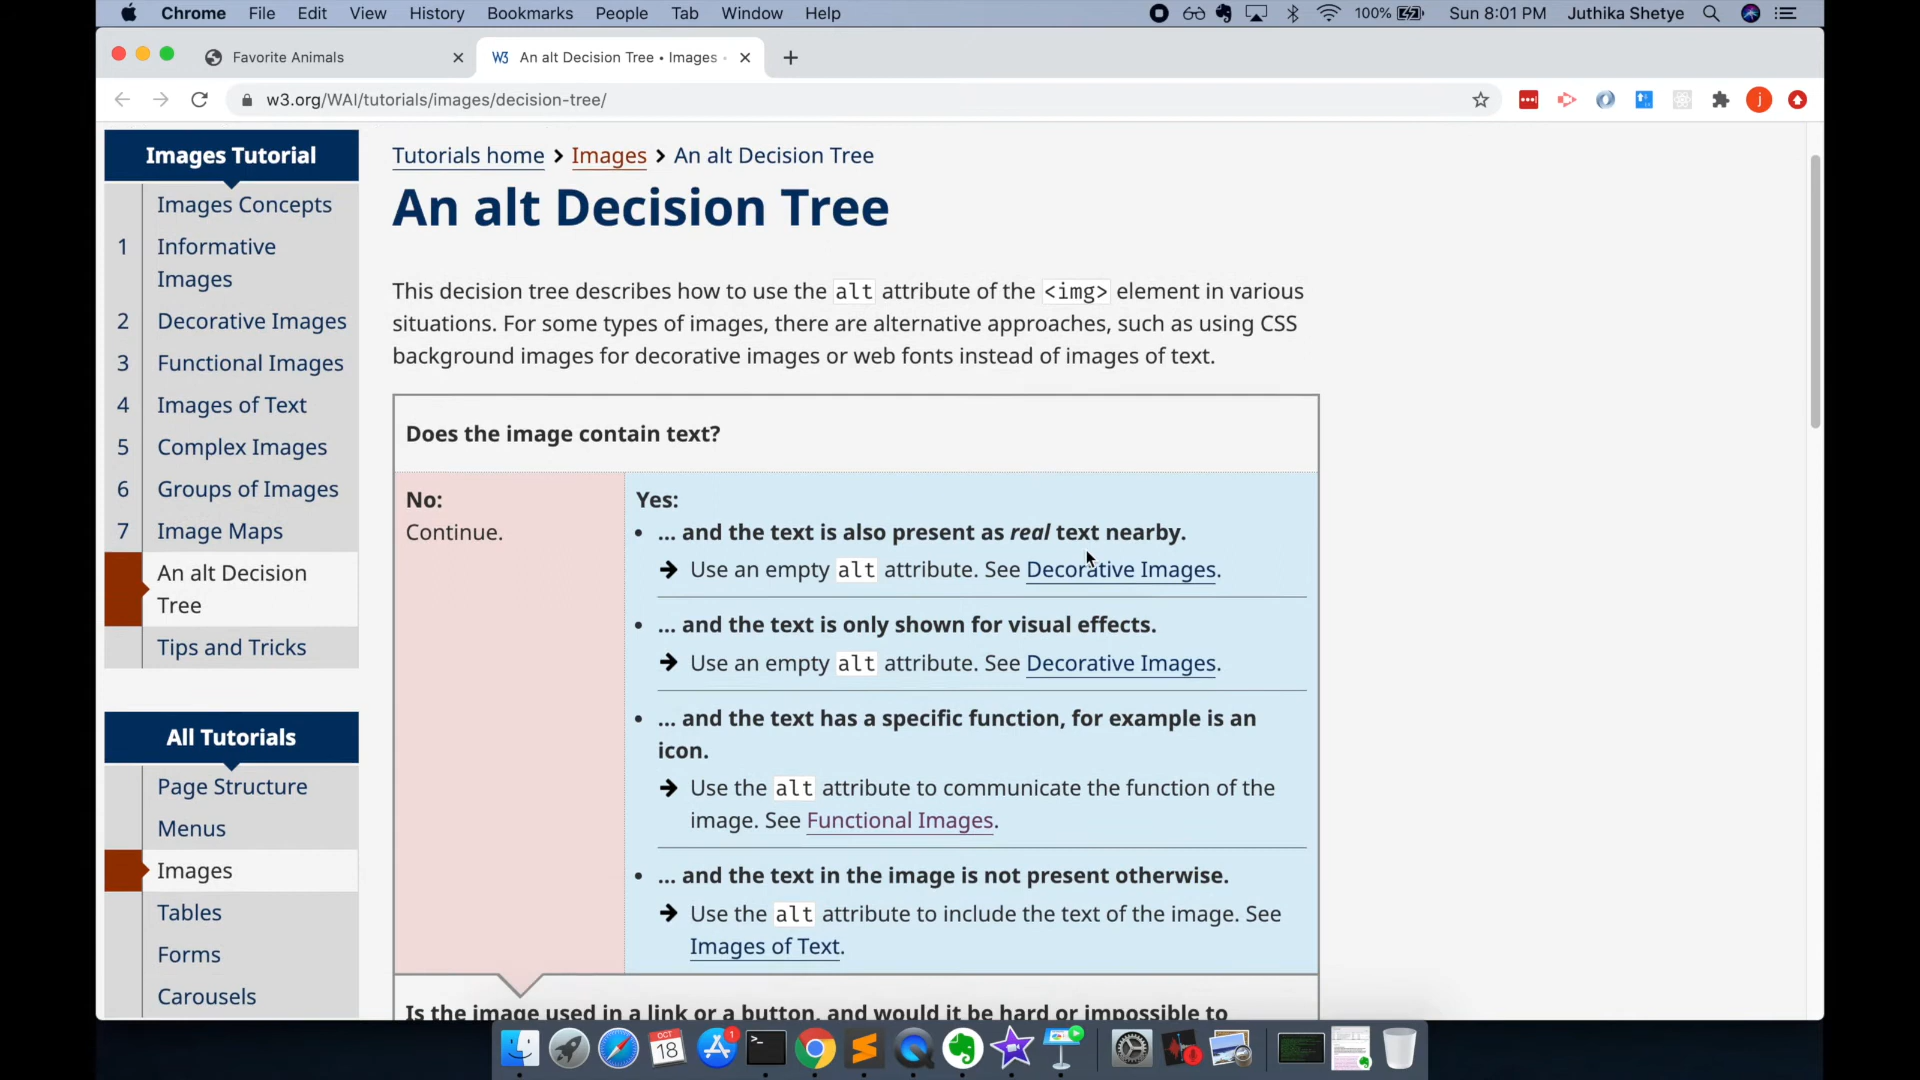 Chrome File Edit View History Bookmarks People Tab Window Help 100% Sun 8:01 PM Juthika Shetye
Favorite Animals
W3 An alt Decision Tree • Images
w3.org/WAI/tutorials/images/decision-tree/
j
Images Tutorial
Images Concepts
1 Informative
Images
2 Decorative Images
3 Functional Images
4 Images of Text
5 Complex Images
6 Groups of Images
7 Image Maps
An alt Decision
Tree
Tips and Tricks
All Tutorials
Page Structure
Menus
Images
Tables
Forms
Carousels
Tutorials home > Images > An alt Decision Tree
An alt Decision Tree
This decision tree describes how to use the alt attribute of the <img> element in various
situations. For some types of images, there are alternative approaches, such as using CSS
background images for decorative images or web fonts instead of images of text.
Does the image contain text?
No:
Continue.
Yes:
• … and the text is also present as real text nearby.
➔ Use an empty alt attribute. See Decorative Images.
• … and the text is only shown for visual effects.
➔ Use an empty alt attribute. See Decorative Images.
• … and the text has a specific function, for example is an
icon.
➔ Use the alt attribute to communicate the function of the
image. See Functional Images.
• … and the text in the image is not present otherwise.
➔ Use the alt attribute to include the text of the image. See
Images of Text.
Is the image used in a link or a button, and would it be hard or impossible to
OCT
18
1